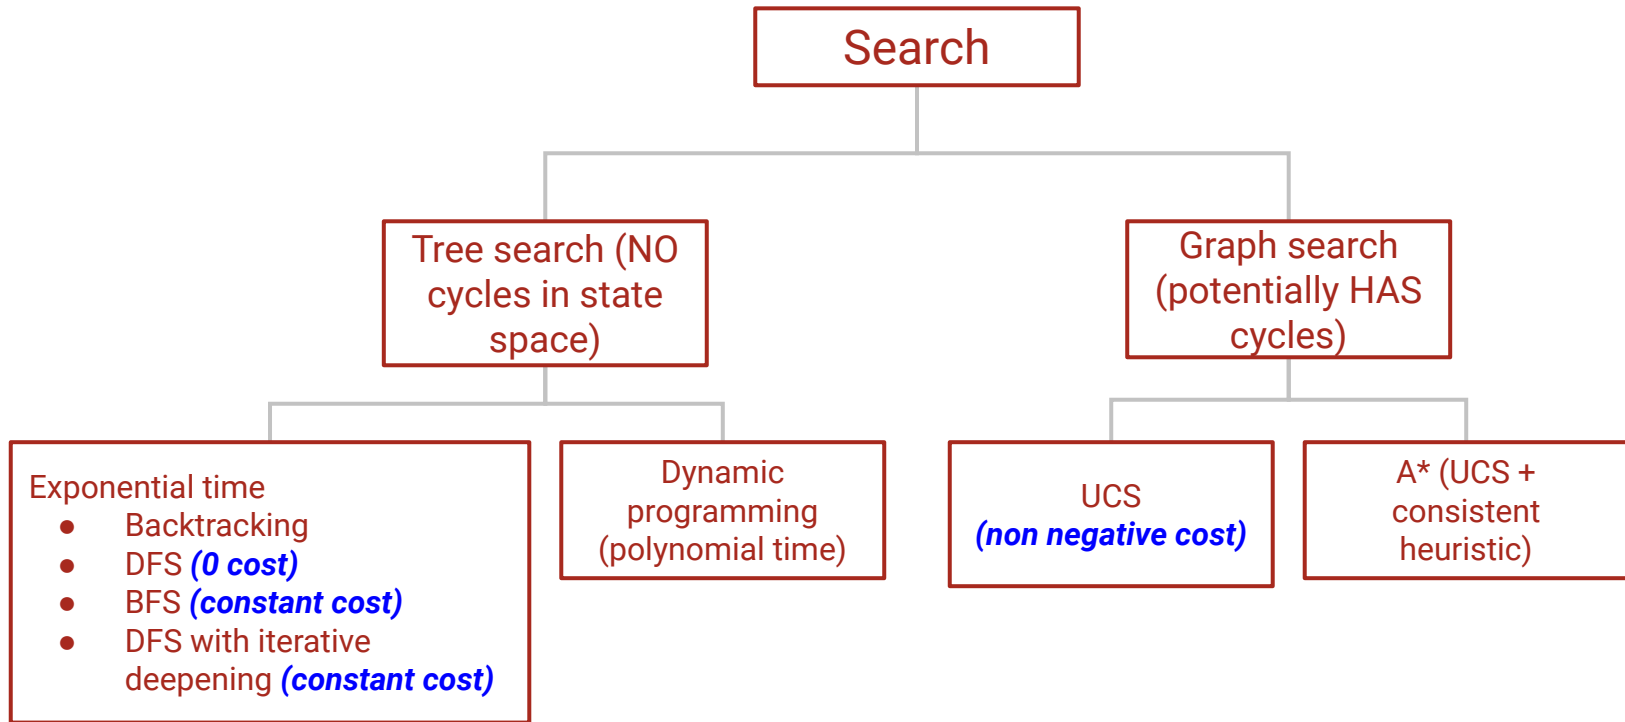 Search
Tree search (NO
cycles in state
space)
Graph search
(potentially HAS
cycles)
Exponential time
● Backtracking
● DFS (0 cost)
● BFS (constant cost)
● DFS with iterative
deepening (constant cost)
Dynamic
programming
(polynomial time)
UCS
(non negative cost)
A* (UCS +
consistent
heuristic)